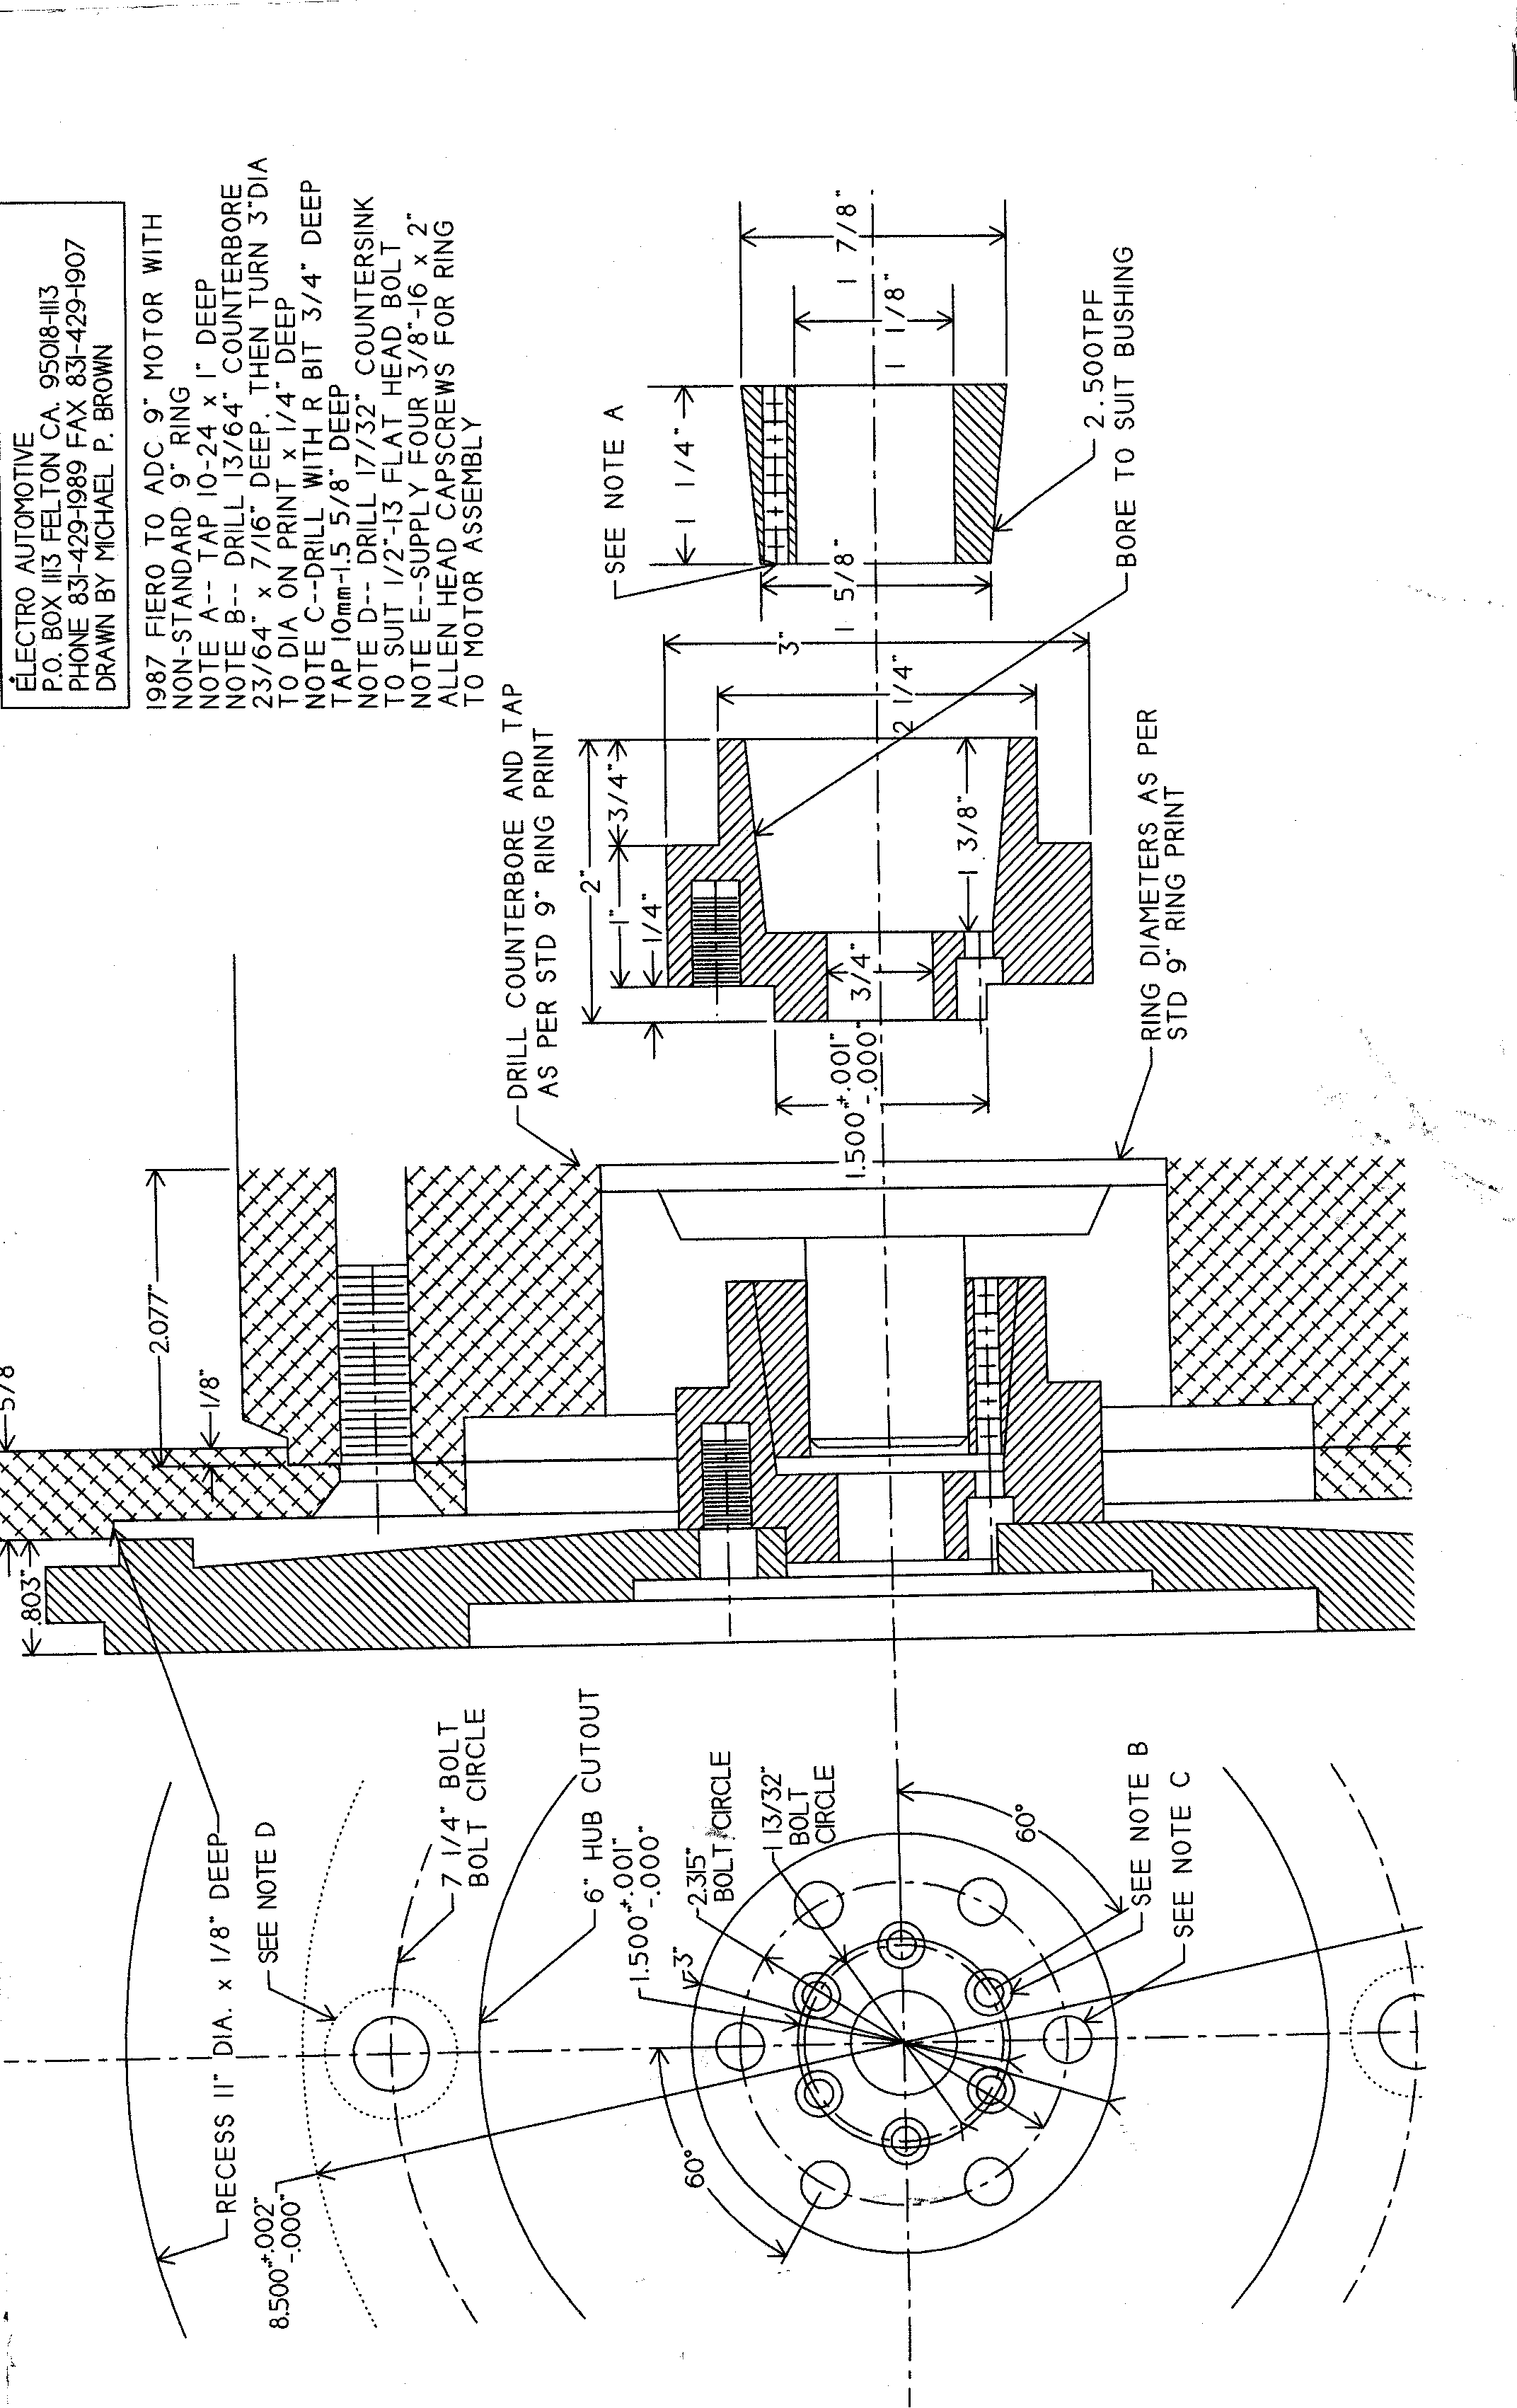 ELECTRO AUTOMOTIVE
P.O. BOX 1113 FELTON CA. 95018-1113
PHONE 831-429-1989 FAX 831-429-1907
DRAWN BY MICHAEL P. BROWN
1987 FIERO TO ADC 9" MOTOR WITH
NON-STANDARD 9" RING
NOTE A-- TAP 10-24 x 1" DEEP
NOTE B-- DRILL 13/64" COUNTERBORE
23/64" x 7/16" DEEP. THEN TURN 3"DIA
TO DIA ON PRINT x 1/4" DEEP
NOTE C--DRILL WITH R BIT 3/4" DEEP
TAP 10mm-1.5 5/8" DEEP
NOTE D-- DRILL 17/32" COUNTERSINK
TO SUIT 1/2"-13 FLAT HEAD BOLT
NOTE E--SUPPLY FOUR 3/8"-16 x 2"
ALLEN HEAD CAPSCREWS FOR RING
TO MOTOR ASSEMBLY
5/8
2.077"
1/8"
.803"
RECESS 11" DIA. x 1/8" DEEP
SEE NOTE D
8.500"+.002"
-.000"
7 1/4" BOLT
BOLT CIRCLE
6" HUB CUTOUT
1.500"+.001"
-.000"
3"
2.315"
BOLT CIRCLE
1 13/32"
BOLT
CIRCLE
60°
60°
SEE NOTE B
SEE NOTE C
DRILL COUNTERBORE AND TAP
AS PER STD 9" RING PRINT
2"
1"
3/4"
1/4"
3/4"
1 3/8"
1.500"+.001"
-.000"
2 1/4"
3"
RING DIAMETERS AS PER
STD 9" RING PRINT
SEE NOTE A
1 1/4"
1 5/8"
1 1/8"
1 7/8"
2.500TPF
BORE TO SUIT BUSHING